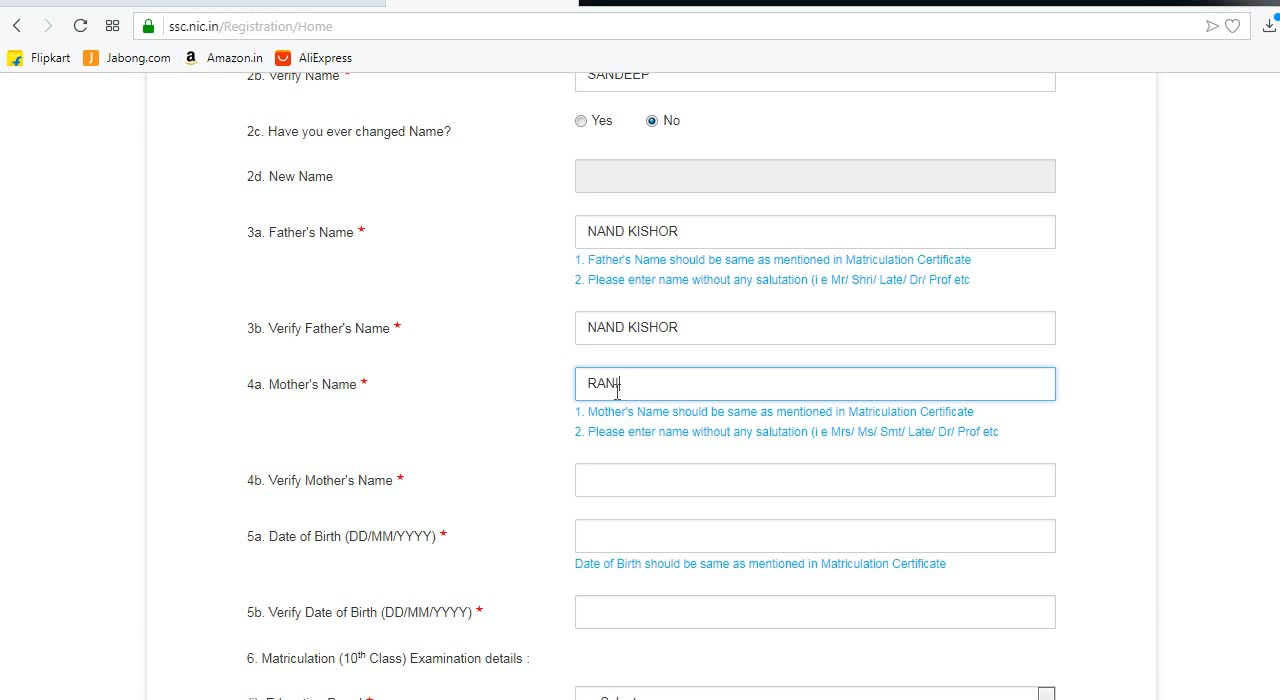 ssc.nic.in/Registration/Home
Flipkart Jabong.com Amazon.in AliExpress
2b. Verify Name * SANDEEP
2c. Have you ever changed Name? Yes No
2d. New Name
3a. Father's Name * NAND KISHOR
1. Father's Name should be same as mentioned in Matriculation Certificate
2. Please enter name without any salutation (i e Mr/ Shri/ Late/ Dr/ Prof etc
3b. Verify Father's Name * NAND KISHOR
4a. Mother's Name *
1. Mother's Name should be same as mentioned in Matriculation Certificate
2. Please enter name without any salutation (i e Mrs/ Ms/ Smt/ Late/ Dr/ Prof etc
4b. Verify Mother's Name *
5a. Date of Birth (DD/MM/YYYY) *
Date of Birth should be same as mentioned in Matriculation Certificate
5b. Verify Date of Birth (DD/MM/YYYY) *
6. Matriculation (10th Class) Examination details :